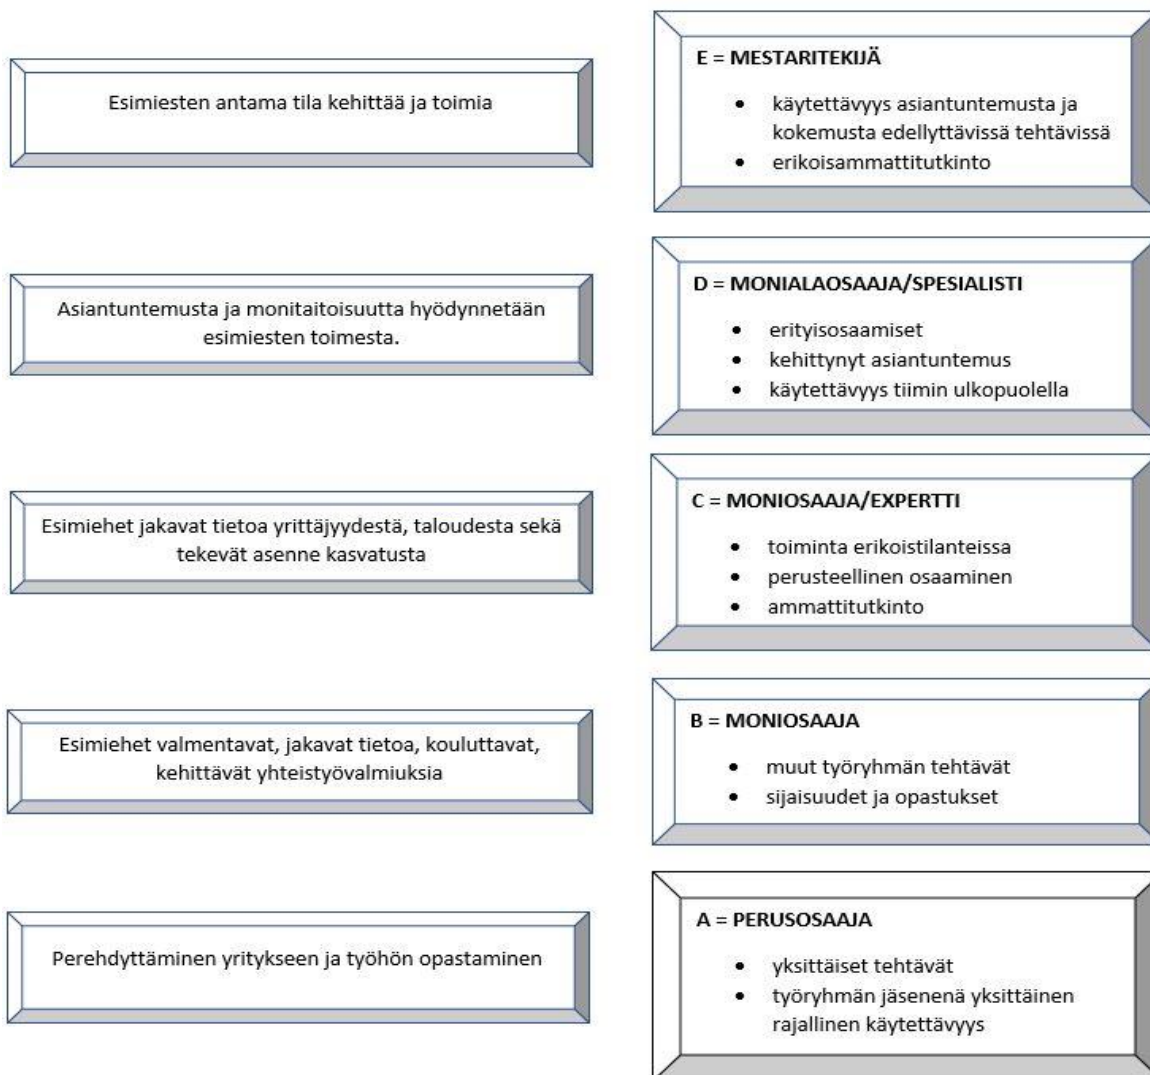 Esimiesten antama tila kehittää ja toimia
E = MESTARITEKIJÄ
• käytettävyys asiantuntemusta ja
kokemusta edellyttävissä tehtävissä
• erikoisammattitutkinto
Asiantuntemusta ja monitaitoisuutta hyödynnetään
esimiesten toimesta.
D = MONIALAOSAAJA/SPESIALISTI
• erityisosaamiset
• kehittynyt asiantuntemus
• käytettävyys tiimin ulkopuolella
Esimiehet jakavat tietoa yrittäjyydestä, taloudesta sekä
tekevät asenne kasvatusta
C = MONIOSAAJA/EXPERTTI
• toiminta erikoistilanteissa
• perusteellinen osaaminen
• ammattitutkinto
Esimiehet valmentavat, jakavat tietoa, kouluttavat,
kehittävät yhteistyövalmiuksia
B = MONIOSAAJA
• muut työryhmän tehtävät
• sijaisuudet ja opastukset
Perehdyttäminen yritykseen ja työhön opastaminen
A = PERUSOSAAJA
• yksittäiset tehtävät
• työryhmän jäsenenä yksittäinen
rajallinen käytettävyys